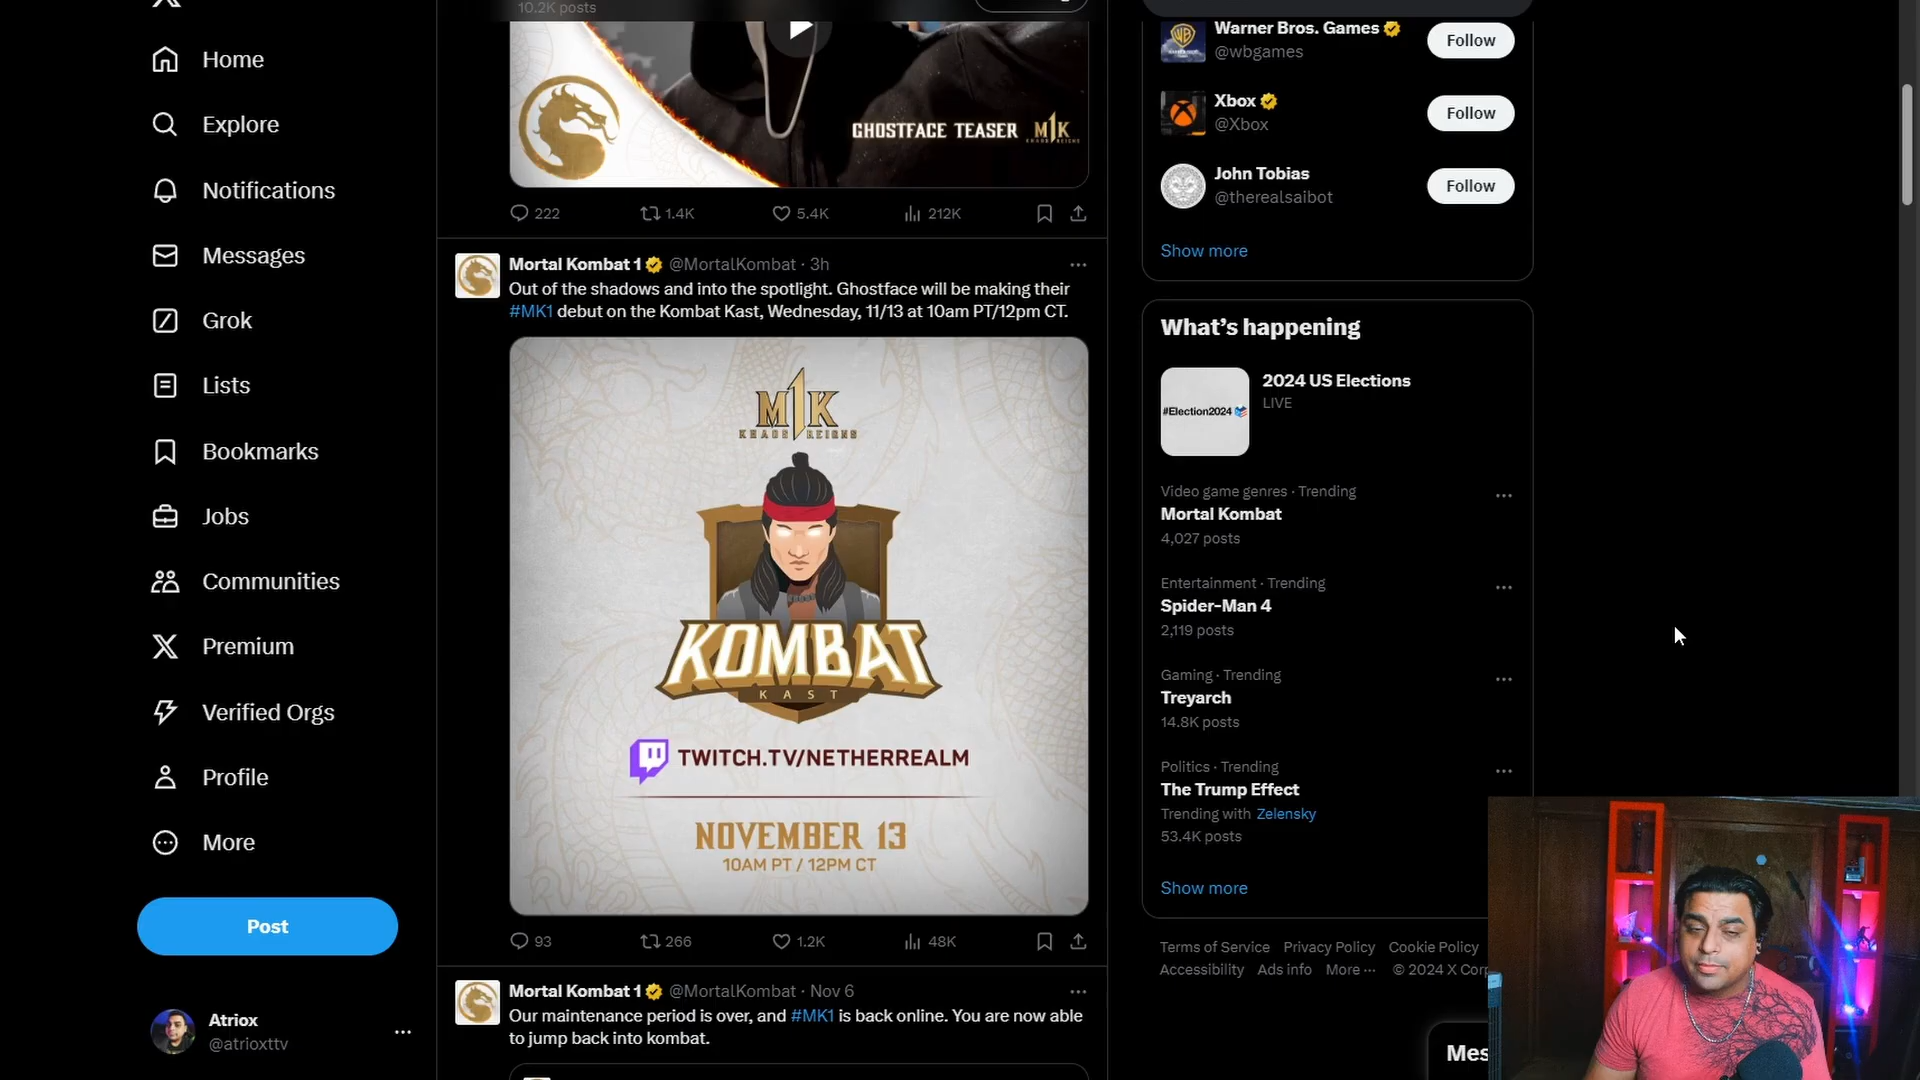 Home
Explore
Notifications
Messages
Grok
Lists
Bookmarks
Jobs
Communities
Premium
Verified Orgs
Profile
More
Post
Atriox
@atrioxttv
10.2K posts
GHOSTFACE TEASER M1K
KHAOS REIGNS
222 1.4K 5.4K 212K
Mortal Kombat 1 @MortalKombat · 3h
Out of the shadows and into the spotlight. Ghostface will be making their
#MK1 debut on the Kombat Kast, Wednesday, 11/13 at 10am PT/12pm CT.
M1K
KHAOS REIGNS
KOMBAT
KAST
TWITCH.TV/NETHERREALM
NOVEMBER 13
10AM PT / 12PM CT
93 266 1.2K 48K
Mortal Kombat 1 @MortalKombat · Nov 6
Our maintenance period is over, and #MK1 is back online. You are now able
to jump back into kombat.
Warner Bros. Games
@wbgames
Follow
Xbox
@Xbox
Follow
John Tobias
@therealsaibot
Follow
Show more
What's happening
#Election2024
2024 US Elections
LIVE
Video game genres · Trending
Mortal Kombat
4,027 posts
Entertainment · Trending
Spider-Man 4
2,119 posts
Gaming · Trending
Treyarch
14.8K posts
Politics · Trending
The Trump Effect
Trending with Zelensky
53.4K posts
Show more
Terms of Service Privacy Policy Cookie Policy
Accessibility Ads info More ··· © 2024 X Corp
Mes